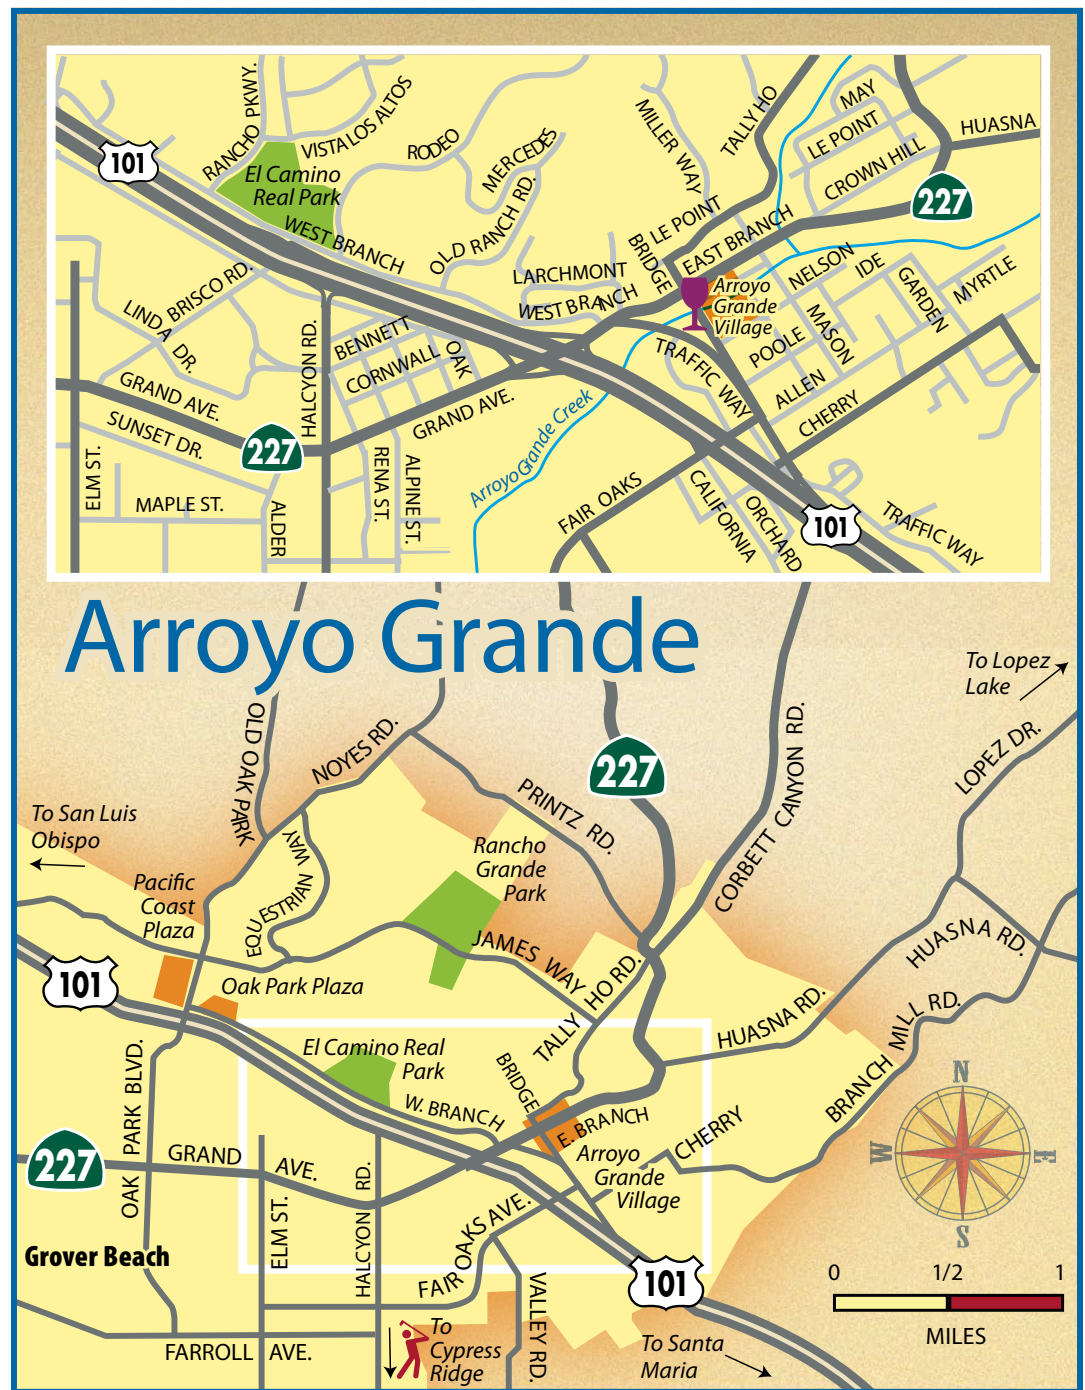 RANCHO PKWY.
VISTA LOS ALTOS
RODEO
MERCEDES
MILLER WAY
TALLY HO
MAY
LE POINT
CROWN HILL
HUASNA
101
El Camino
Real Park
227
WEST BRANCH
OLD RANCH RD.
LE POINT
BRIDGE
EAST BRANCH
LARCHMONT
WEST BRANCH
NELSON
IDE
GARDEN
MYRTLE
Arroyo
Grande
Village
LINDA DR.
BRISCO RD.
HALCYON RD.
BENNETT
CORNWALL
OAK
MASON
POOLE
TRAFFIC WAY
ALLEN
CHERRY
GRAND AVE.
SUNSET DR.
GRAND AVE.
227
Arroyo Grande Creek
ELM ST.
MAPLE ST.
ALDER
RENA ST.
ALPINE ST.
FAIR OAKS
CALIFORNIA
ORCHARD
101
TRAFFIC WAY
Arroyo Grande
To Lopez
Lake
OLD OAK PARK
NOYES RD.
227
CORBETT CANYON RD.
LOPEZ DR.
PRINTZ RD.
To San Luis
Obispo
EQUESTRIAN WAY
Rancho
Grande
Park
Pacific
Coast
Plaza
JAMES WAY
HUASNA RD.
101
Oak Park Plaza
TALLY HO RD.
HUASNA RD.
BRANCH MILL RD.
El Camino Real
Park
BRIDGE
W. BRANCH
E. BRANCH
CHERRY
N
W
E
S
OAK PARK BLVD.
227
GRAND AVE.
Arroyo
Grande
Village
ELM ST.
HALCYON RD.
FAIR OAKS AVE.
Grover Beach
101
0 1/2 1
MILES
VALLEY RD.
FARROLL AVE.
To
Cypress
Ridge
To Santa
Maria